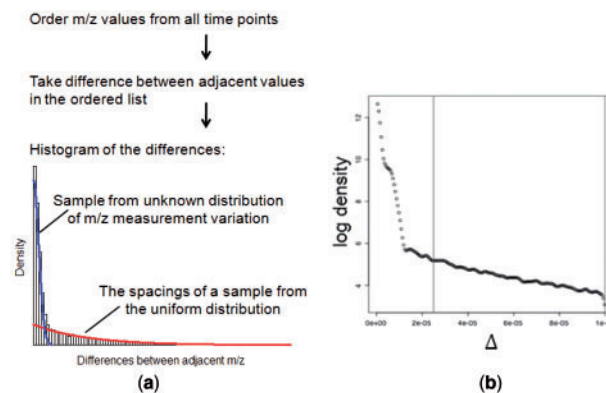 Order m/z values from all time points
Take difference between adjacent values
in the ordered list
Histogram of the differences:
Sample from unknown distribution
of m/z measurement variation
The spacings of a sample from
the uniform distribution
Density
Differences between adjacent m/z
(a)
log density
12
10
8
6
4
0e+00
2e-05
4e-05
6e-05
8e-05
Δ
(b)